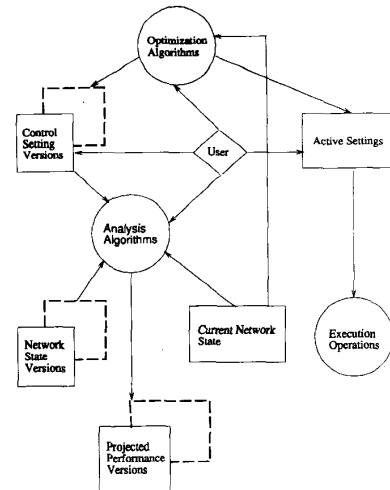 Optimization
Algorithms
Control
Setting
Versions
User
Active Settings
Analysis
Algorithms
Network
State
Versions
Current Network
State
Execution
Operations
Projected
Performance
Versions